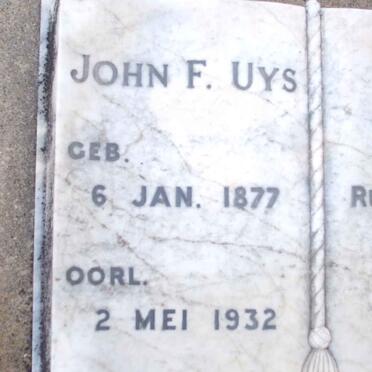 JOHN F. UYS
GEB.
6 JAN. 1877
OORL.
2 MEI 1932